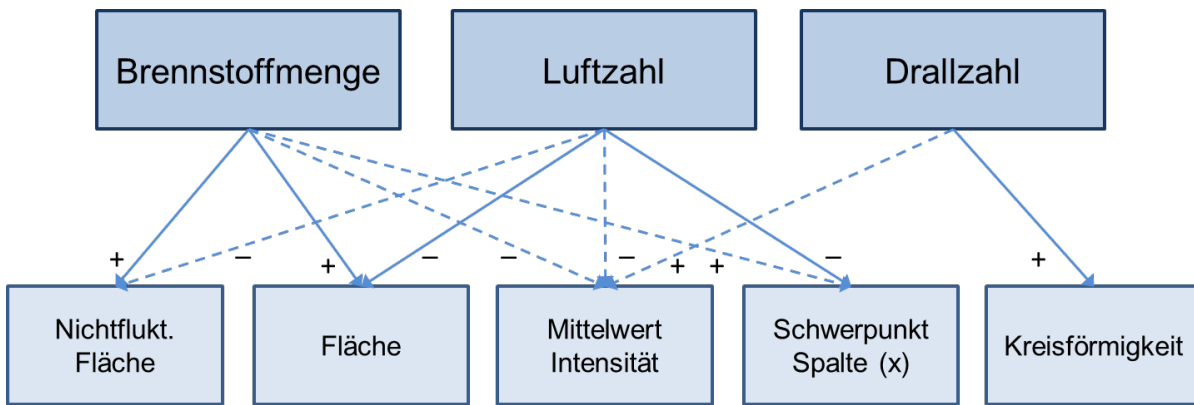 Brennstoffmenge
Luftzahl
Drallzahl
+
–
+
–
–
–
+
+
–
+
Nichtflukt.
Fläche
Fläche
Mittelwert
Intensität
Schwerpunkt
Spalte (x)
Kreisförmigkeit